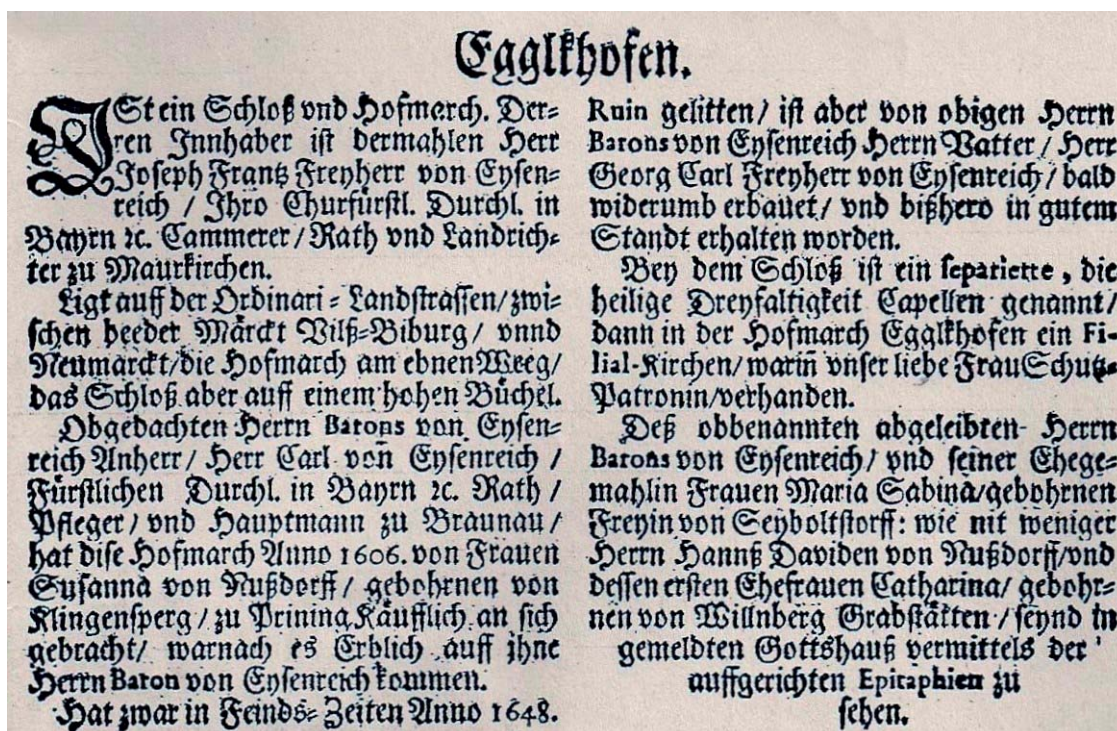 Egglkhofen.
ISt ein Schloß vnd Hofmarch. Der-
ren Innhaber ist dermahlen Herr
Joseph Frantz Freyherr von Eysen-
reich / Ihro Churfürstl. Durchl. in
Bayrn ꝛc. Cammerer / Rath vnd Landrich-
ter zu Maurkirchen.
Ligt auff der Ordinari - Landstrassen / zwi-
schen beeder Märckt Vilß-Biburg / vnnd
Neumarckt / die Hofmarch am ebnen Weeg /
das Schloß aber auff einem hohen Büchel.
Obgedachten Herrn Barons von Eysen-
reich Anherr / Herr Carl von Eysenreich /
Fürstlichen Durchl. in Bayrn ꝛc. Rath /
Pfleger / vnd Hauptmann zu Braunau /
hat dise Hofmarch Anno 1606. von Frauen
Susanna von Nußdorff / gebohrnen von
Klingensperg / zu Prining Käufflich an sich
gebracht / warnach es Erblich auff jhne
Herrn Baron von Eysenreich kommen.
Hat zwar in Feinds-Zeiten Anno 1648.
Ruin gelitten / ist aber von obigen Herrn
Barons von Eysenreich Herrn Vatter / Herr
Georg Carl Freyherr von Eysenreich / bald
widerumb erbauet / vnd bißhero in gutem
Standt erhalten worden.
Bey dem Schloß ist ein separierte, die
heilige Dreyfaltigkeit Capellen genannt /
dann in der Hofmarch Egglkhofen ein Fi-
lial-Kirchen / warin̄ vnser liebe Frau Schutz-
Patronin / verhanden.
Deß obbenannten abgeleibten Herrn
Barons von Eysenreich / vnd seiner Ehege-
mahlin Frauen Maria Sabina / gebohrnen
Freyin von Seyboltstorff: wie nit weniger
Herrn Hannß Daviden von Nußdorff / vnd
dessen ersten Ehefrauen Catharina / gebohr-
nen von Willnberg Grabstätten / seynd in
gemeldten Gottshauß vermittels der
auffgerichten Epitaphien zu
sehen.